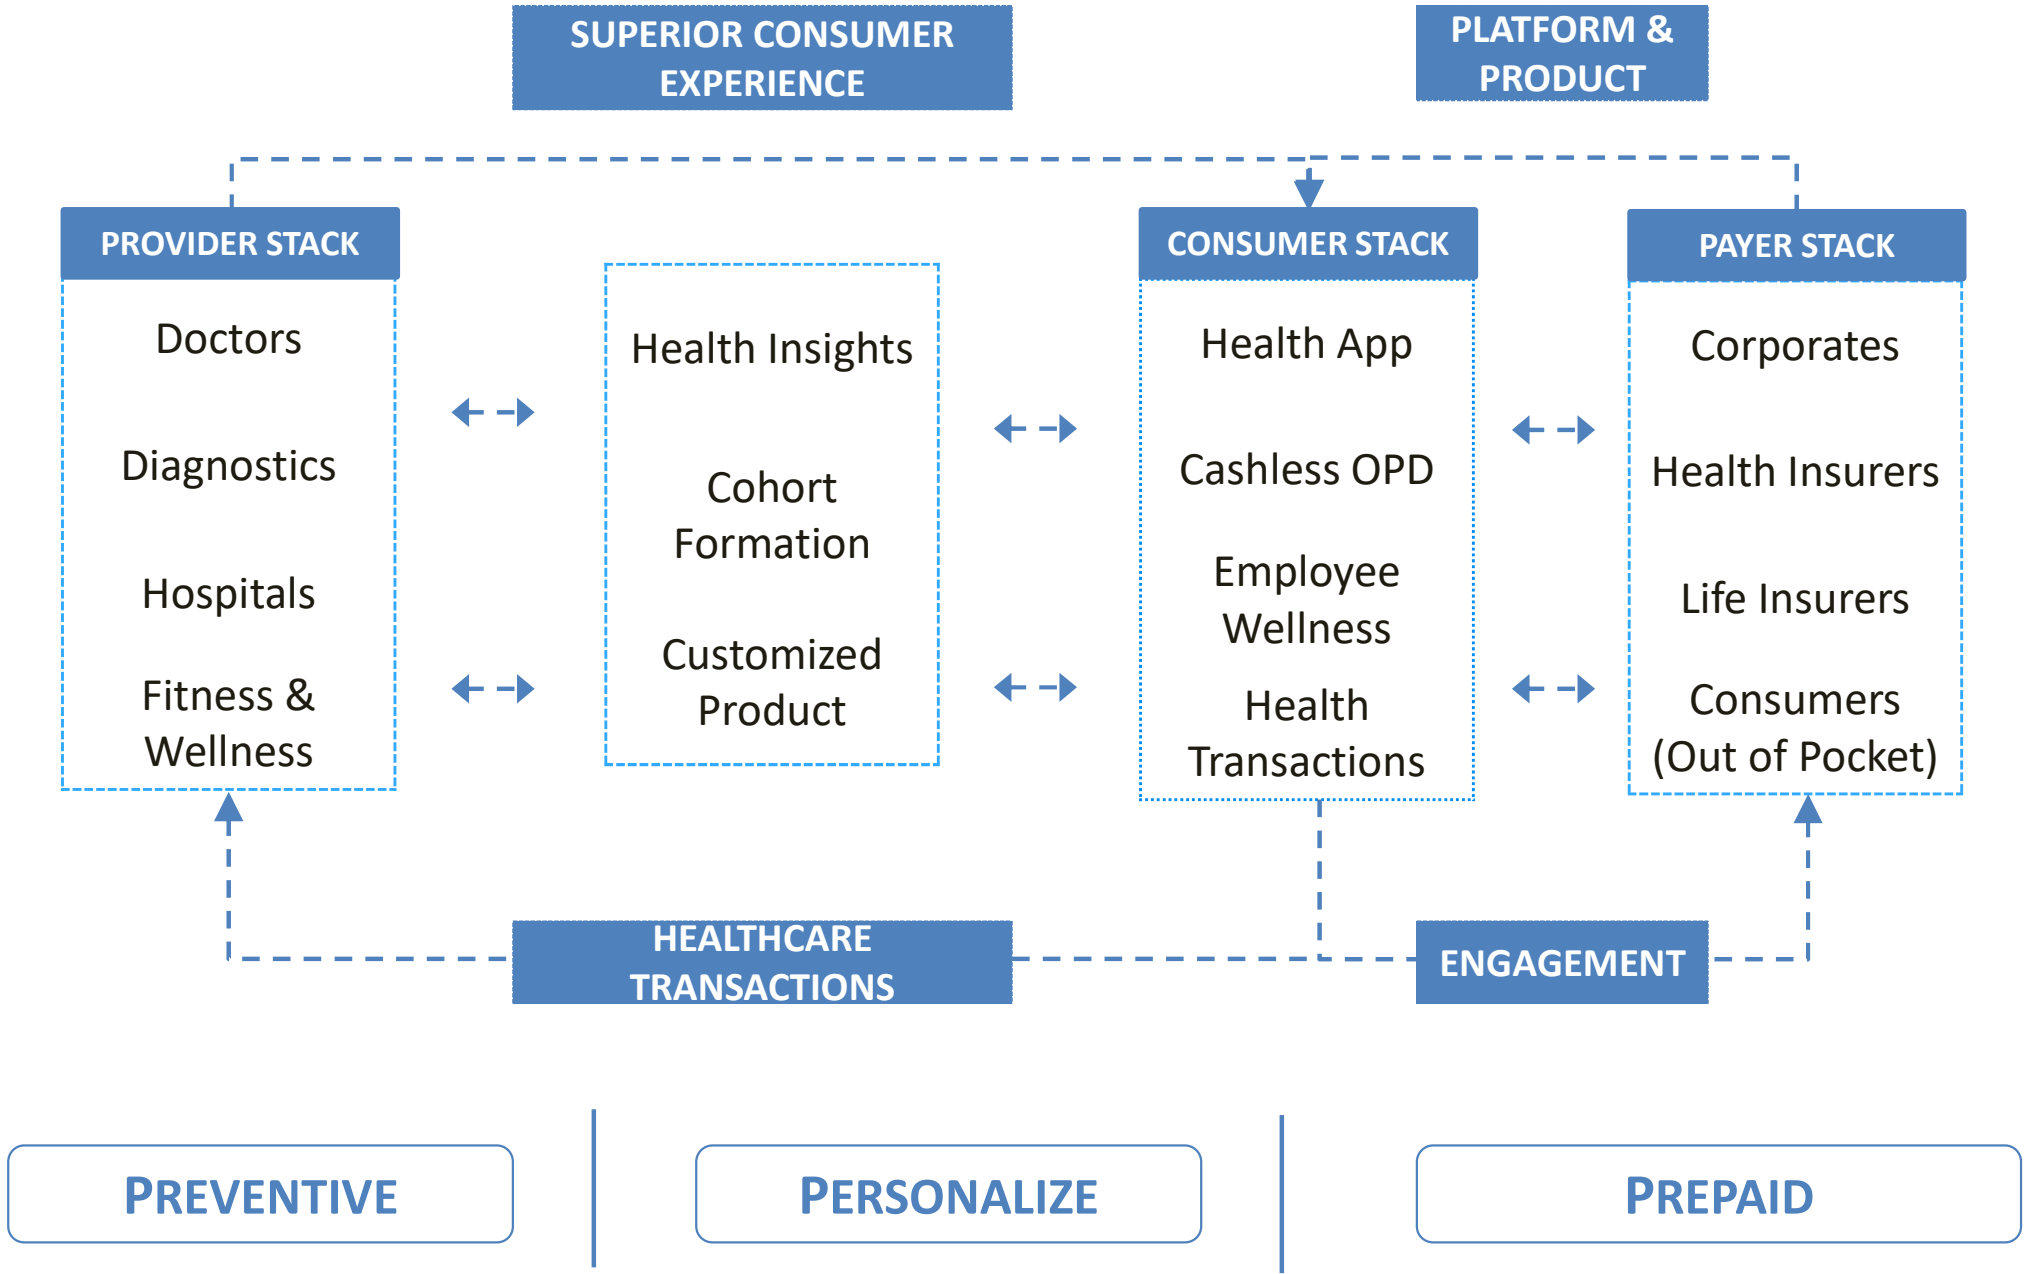 SUPERIOR CONSUMER
EXPERIENCE
PLATFORM &
PRODUCT
PROVIDER STACK
Doctors
Diagnostics
Hospitals
Fitness &
Wellness
Health Insights
Cohort
Formation
Customized
Product
CONSUMER STACK
Health App
Cashless OPD
Employee
Wellness
Health
Transactions
PAYER STACK
Corporates
Health Insurers
Life Insurers
Consumers
(Out of Pocket)
HEALTHCARE
TRANSACTIONS
ENGAGEMENT
PREVENTIVE
PERSONALIZE
PREPAID